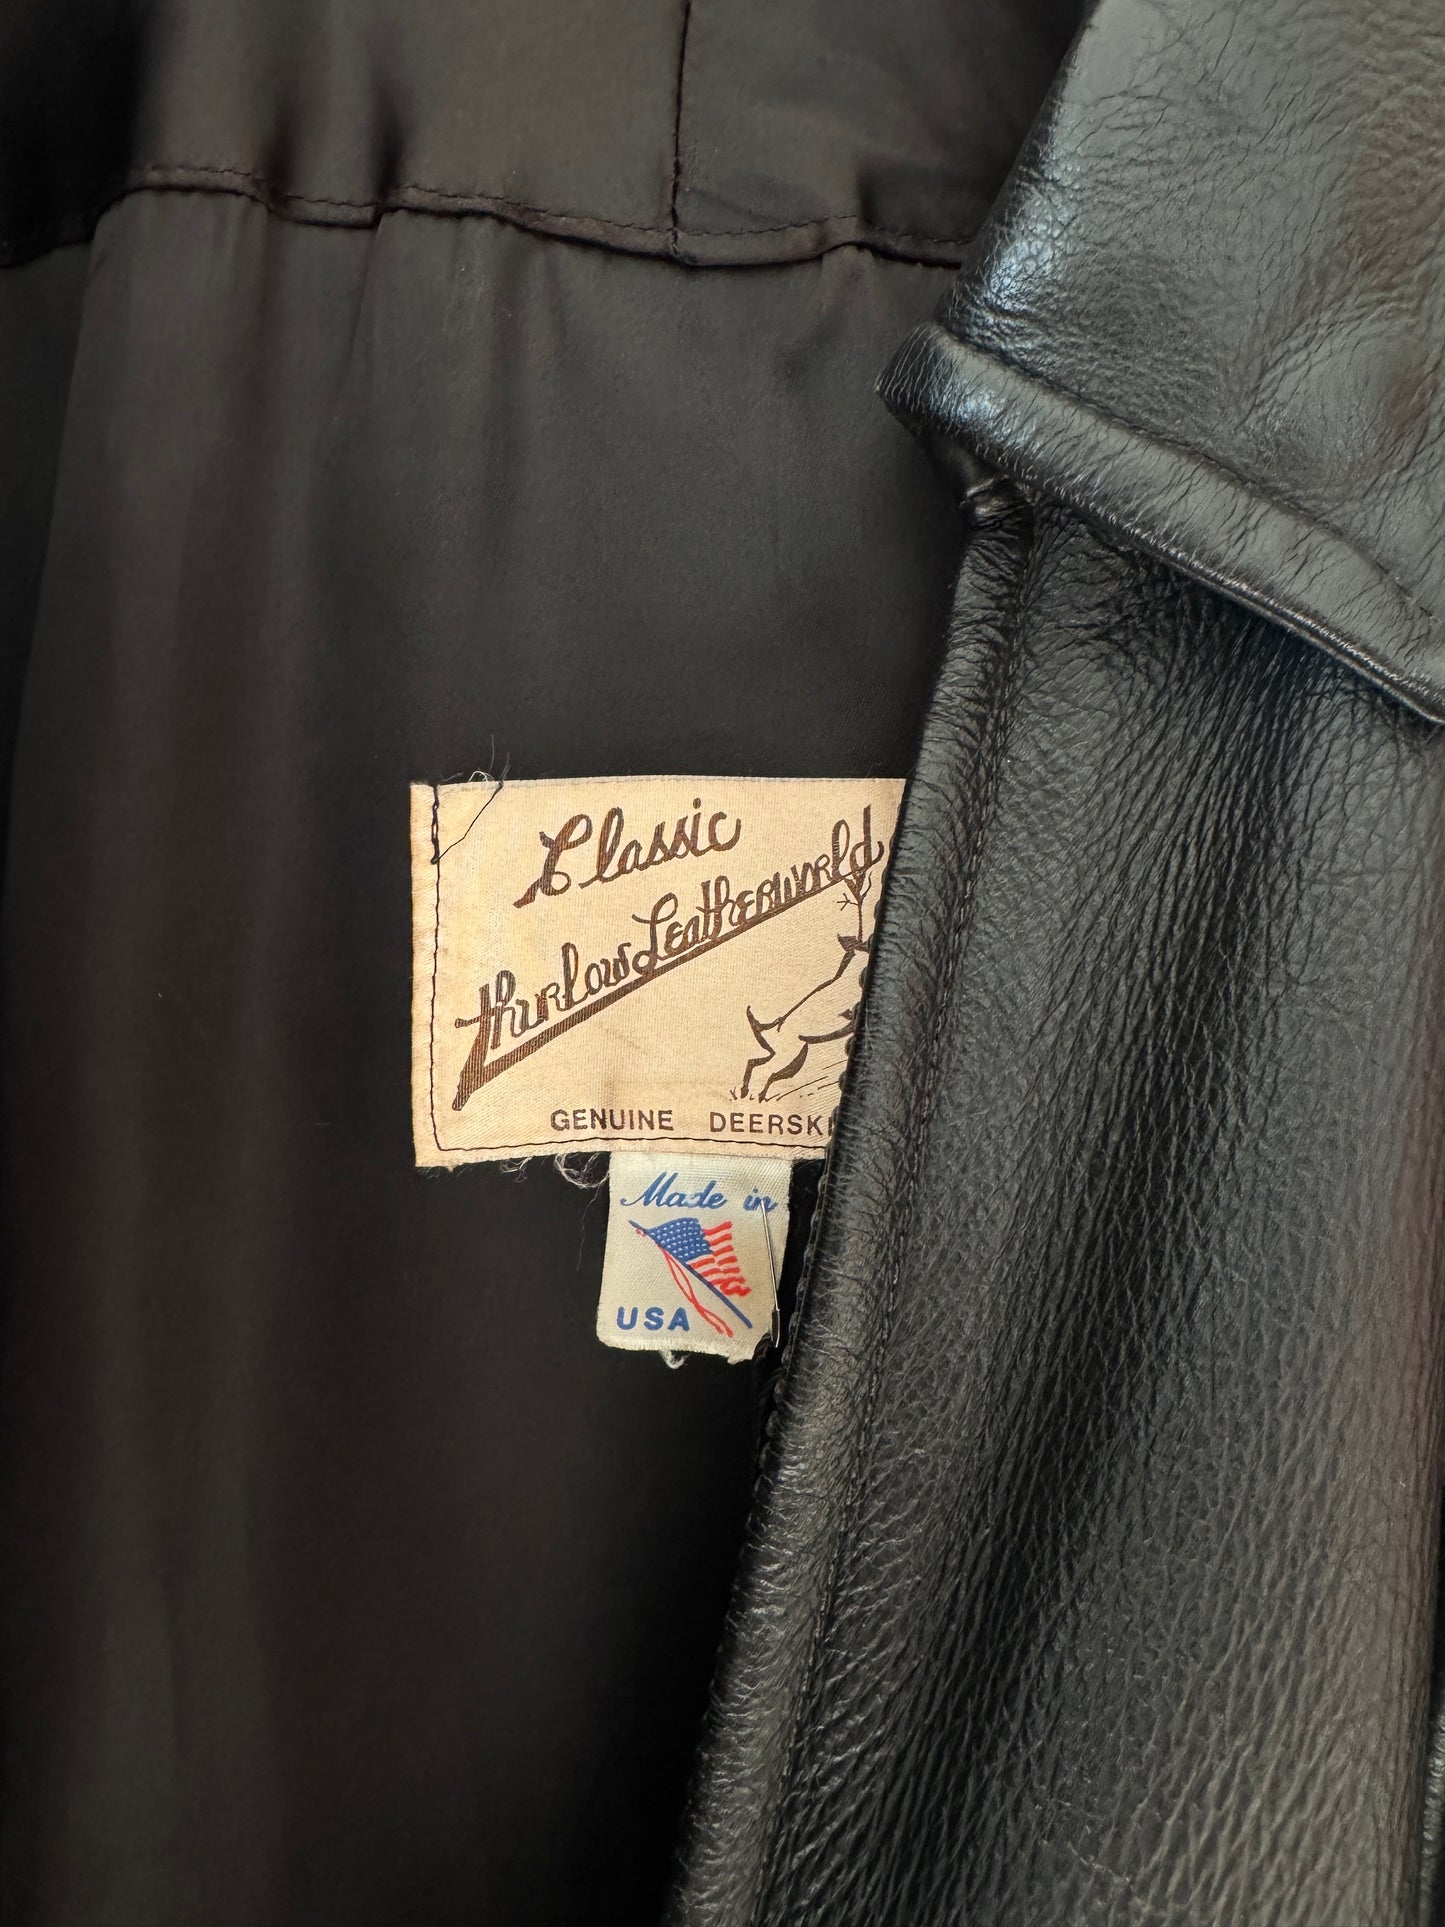 Classic
Thurlow Leatherworld
GENUINE DEERSKI
Made in
USA